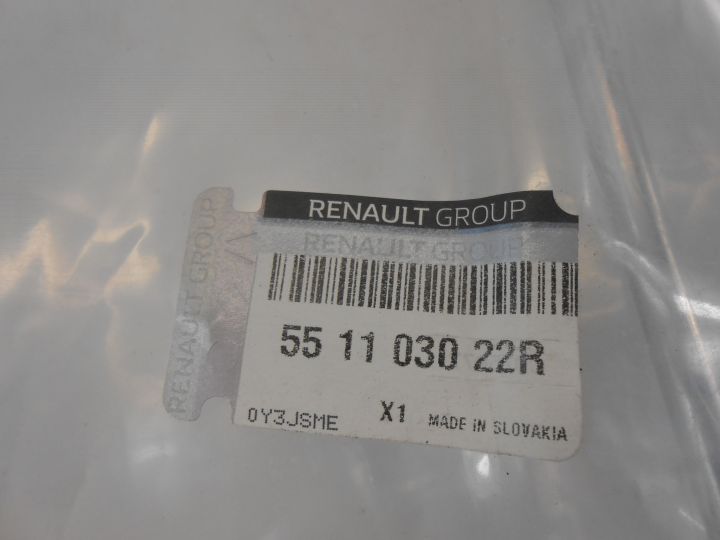 RENAULT GROUP
RENAULT GROUP
RENAULT GROUP
55 11 030 22R
0Y3JSME X1 MADE IN SLOVAKIA